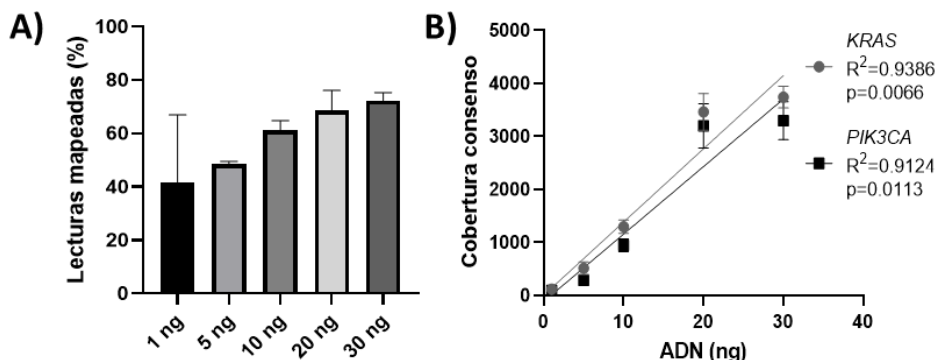 A)
Lecturas mapeadas (%)
100
80
60
40
20
0
1 ng
5 ng
10 ng
20 ng
30 ng
B)
Cobertura consenso
5000
4000
3000
2000
1000
0
0
10
20
30
40
ADN (ng)
KRAS
R²=0.9386
p=0.0066
PIK3CA
R²=0.9124
p=0.0113